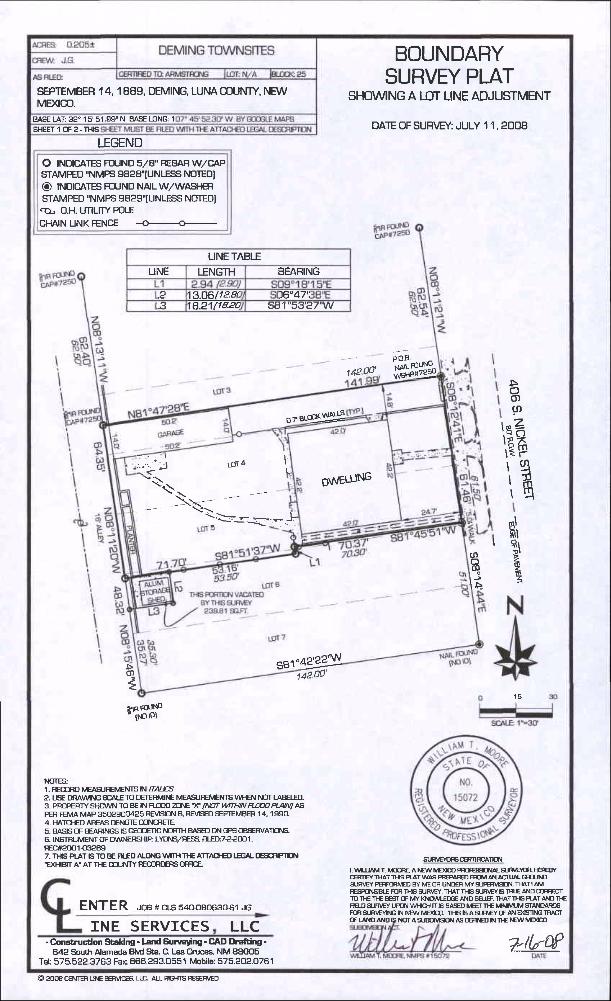 ACRES: 0.205±
CREW: J.G.
DEMING TOWNSITES
AS FILED:
CERTIFIED TO: ARMSTRONG
LOT: N/A
BLOCK: 25
SEPTEMBER 14, 1889, DEMING, LUNA COUNTY, NEW
MEXICO.
BASE LAT: 32° 15' 51.99" N BASE LONG: 107° 45' 52.30" W BY GOOGLE MAPS
SHEET 1 OF 2 - THIS SHEET MUST BE FILED WITH THE ATTACHED LEGAL DESCRIPTION
BOUNDARY
SURVEY PLAT
SHOWING A LOT LINE ADJUSTMENT
DATE OF SURVEY: JULY 11, 2008
LEGEND
INDICATES FOUND 5/8" REBAR W/CAP
STAMPED "NMPS 9828"(UNLESS NOTED)
INDICATES FOUND NAIL W/WASHER
STAMPED "NMPS 9829"(UNLESS NOTED)
O.H. UTILITY POLE
CHAIN LINK FENCE
LINE TABLE
LINE LENGTH BEARING
L1 2.94 (2.90) S09°18'15"E
L2 13.06/12.80) S06°47'38"E
L3 18.21/18.20) S81°53'27"W
FOUND
CAP#7250
FOUND
CAP#7250
N08°13'11"W
62.40'
62.50'
N08°11'21"W
62.54'
62.50'
P.O.B.
NAIL FOUND
WSHR#7250
142.00'
141.99'
LOT 3
N81°47'28"E
FOUND
CAP#7250
50.2'
GARAGE
50.2'
14.0'
14.0'
0.7' BLOCK WALLS (TYP.)
42.0'
14.8'
S08°12'41"E
61.46'
61.50'
406 S. NICKEL STREET
80' R.O.W.
EDGE OF PAVEMENT
LOT 4
DWELLING
42.2'
42.2'
64.35'
N08°11'20"W
16' ALLEY
PLANTER
LOT 5
42.0'
24.7'
71.70'
S81°51'37"W
53.16'
53.50'
L1
70.37'
70.30'
S81°45'51"W
S08°14'44"E
51.00'
LOT 6
ALUM
STORAGE
SHED
L2
L3
THIS PORTION VACATED
BY THIS SURVEY
239.81 SQ.FT.
48.32'
N08°15'46"W
35.27'
35.30'
LOT 7
S81°42'22"W
142.00'
NAIL FOUND
(NO ID)
FOUND
(NO ID)
N
0 15 30
SCALE: 1"=30'
WILLIAM T. MOORE
STATE OF
NEW MEXICO
NO.
15072
REGISTERED PROFESSIONAL SURVEYOR
NOTES:
1. RECORD MEASUREMENTS IN ITALICS
2. USE DRAWING SCALE TO DETERMINE MEASUREMENTS WHEN NOT LABELED.
3. PROPERTY SHOWN TO BE IN FLOOD ZONE "X" (NOT WITHIN FLOOD PLAIN) AS
PER FEMA MAP 35029C0425 REVISION B, REVISED SEPTEMBER 14, 1990.
4. HATCHED AREAS DENOTE CONCRETE.
5. BASIS OF BEARINGS IS GEODETIC NORTH BASED ON GPS OBSERVATIONS.
6. INSTRUMENT OF OWNERSHIP: LYONS/RESS, FILED:7-2-2001.
REC#2001-03289
7. THIS PLAT IS TO BE FILED ALONG WITH THE ATTACHED LEGAL DESCRIPTION
"EXHIBIT A" AT THE COUNTY RECORDERS OFFICE.
SURVEYORS CERTIFICATION
I, WILLIAM T. MOORE, A NEW MEXICO PROFESSIONAL SURVEYOR, HEREBY
CERTIFY THAT THIS PLAT WAS PREPARED FROM AN ACTUAL GROUND
SURVEY PERFORMED BY ME OR UNDER MY SUPERVISION; THAT I AM
RESPONSIBLE FOR THIS SURVEY; THAT THIS SURVEY IS TRUE AND CORRECT
TO THE THE BEST OF MY KNOWLEDGE AND BELIEF; THAT THIS PLAT AND THE
FIELD SURVEY UPON WHICH IT IS BASED MEET THE MINIMUM STANDARDS
FOR SURVEYING IN NEW MEXICO. THIS IS A SURVEY OF AN EXISTING TRACT
OF LAND AND IS NOT A SUBDIVISION AS DEFINED IN THE NEW MEXICO
SUBDIVISION ACT.
William T Moore
WILLIAM T. MOORE, NMPS #15072
7-16-08
DATE
CENTER JOB # CLS 540-080630-61 JG
LINE SERVICES, LLC
- Construction Staking - Land Surveying - CAD Drafting -
642 South Alameda Blvd Ste. C, Las Cruces, NM 88005
Tel: 575.522.3763 Fax: 866.293.0551 Mobile: 575.202.0761
© 2008 CENTER LINE SERVICES, LLC. ALL RIGHTS RESERVED